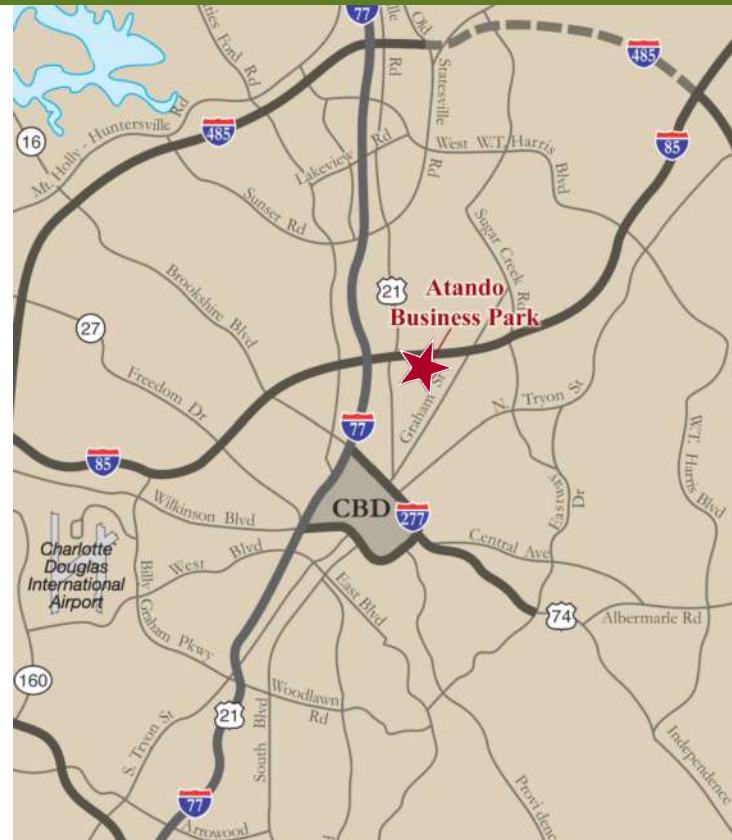 77
ties Ford Rd
ville Rd
Old Statesville Rd
485
485
16
Mt. Holly - Huntersville Rd
85
Lakeview Rd
West W.T. Harris Blvd
Sunset Rd
Sugar Creek Rd
Brookshire Blvd
21
Atando
Business Park
27
Freedom Dr
Graham St
N. Tryon St
77
85
W.T. Harris Blvd
Eastway Dr
CBD
277
Wilkinson Blvd
Central Ave
Charlotte
Douglas
International
Airport
West Blvd
Billy Graham Pkwy
East Blvd
74
Albermarle Rd
160
Woodlawn
Rd
21
S. Tryon St
South Blvd
Independence
Providence
77
Arrowood